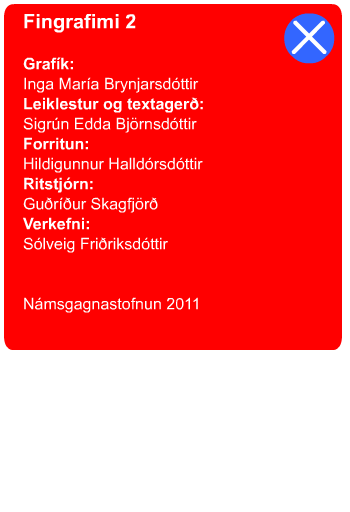 Fingrafimi 2
Grafík:
Inga María Brynjarsdóttir
Leiklestur og textagerð:
Sigrún Edda Björnsdóttir
Forritun:
Hildigunnur Halldórsdóttir
Ritstjórn:
Guðríður Skagfjörð
Verkefni:
Sólveig Friðriksdóttir
Námsgagnastofnun 2011